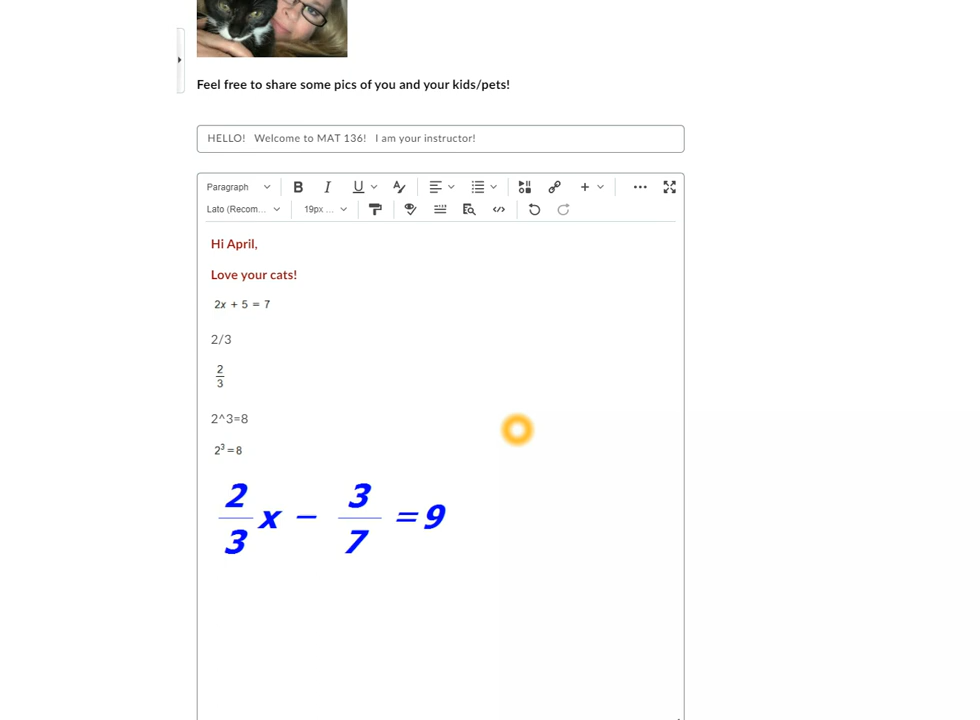 Feel free to share some pics of you and your kids/pets!
HELLO! Welcome to MAT 136! I am your instructor!
Paragraph B I U
Lato (Recom... 19px ...
Hi April,
Love your cats!
2x + 5 = 7
2/3
2
3
2^3=8
2³ = 8
2/3 x − 3/7 = 9